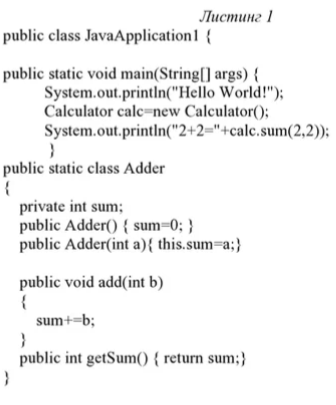 Листинг 1
public class JavaApplication1 {
public static void main(String[] args) {
System.out.println("Hello World!");
Calculator calc=new Calculator();
System.out.println("2+2="+calc.sum(2,2));
}
public static class Adder
{
private int sum;
public Adder() { sum=0; }
public Adder(int a){ this.sum=a;}
public void add(int b)
{
sum+=b;
}
public int getSum() { return sum;}
}